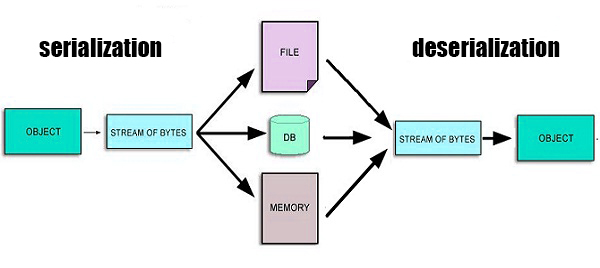 serialization
deserialization
FILE
OBJECT
STREAM OF BYTES
DB
STREAM OF BYTES
OBJECT
MEMORY